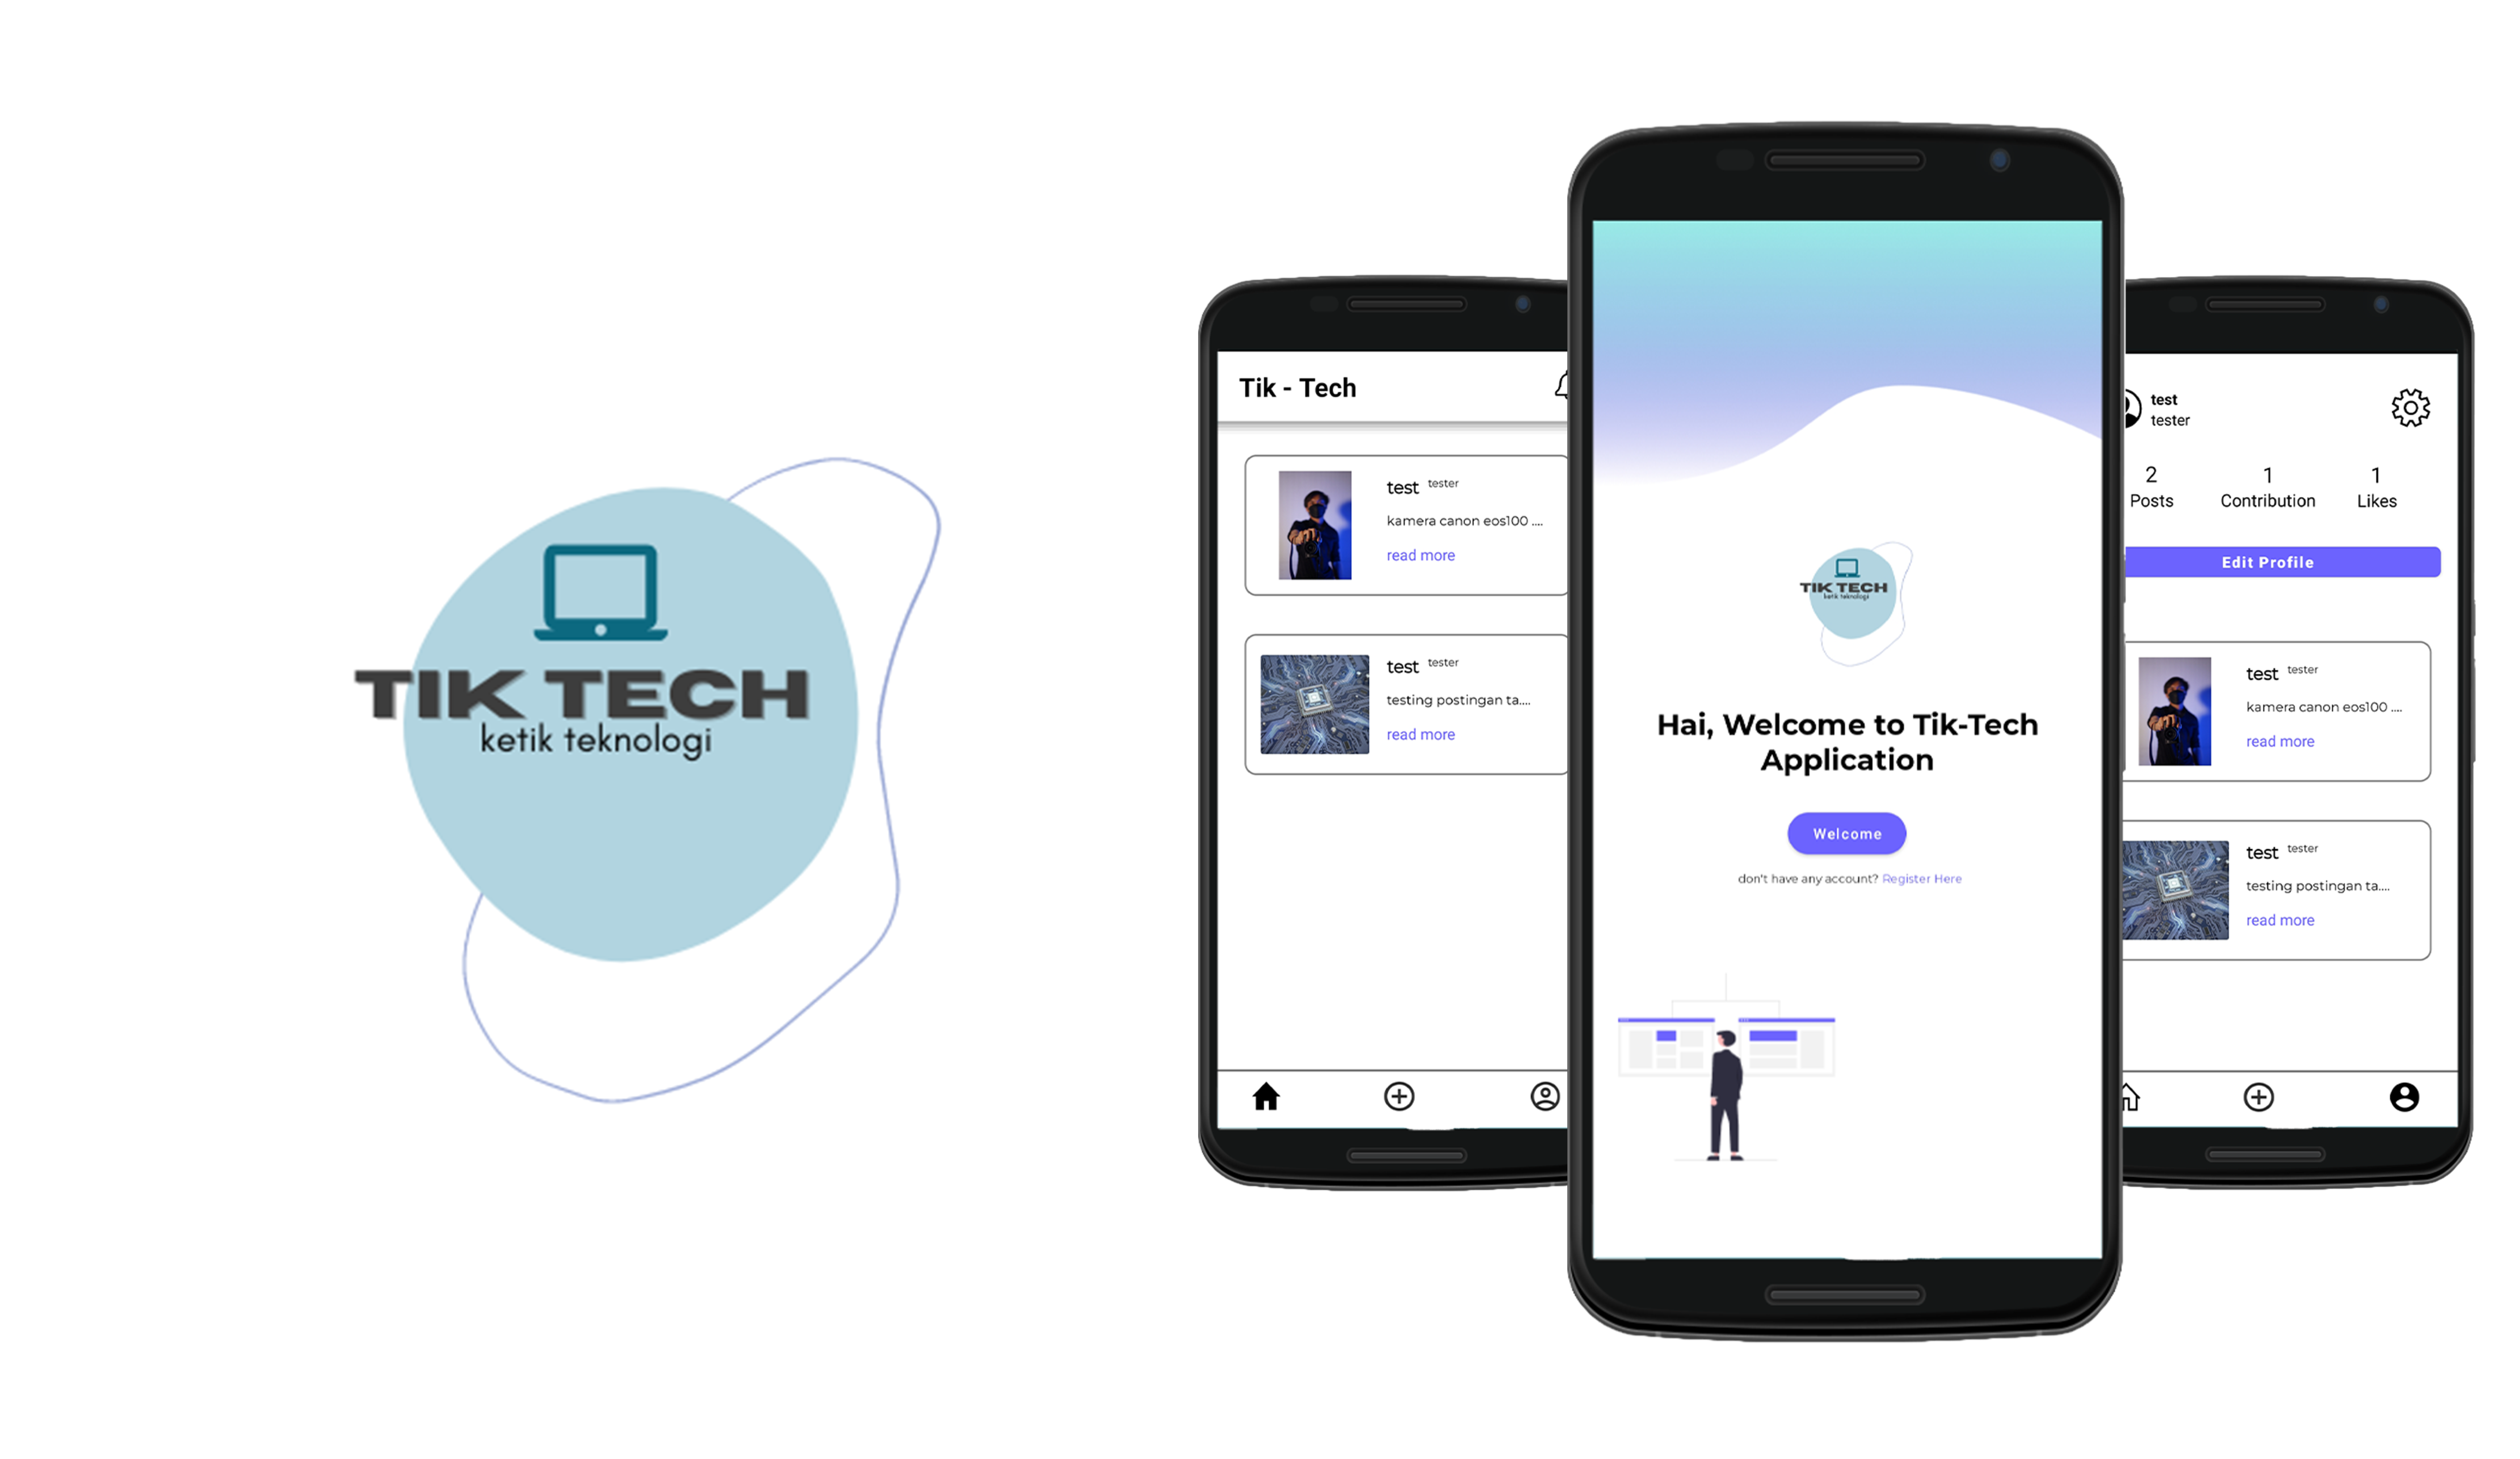 TIK TECH
ketik teknologi
Tik - Tech
test tester
kamera canon eos100 ....
read more
test tester
testing postingan ta....
read more
TIK TECH
ketik teknologi
Hai, Welcome to Tik-Tech
Application
Welcome
don't have any account? Register Here
test
tester
2 1 1
Posts Contribution Likes
Edit Profile
test tester
kamera canon eos100 ....
read more
test tester
testing postingan ta....
read more